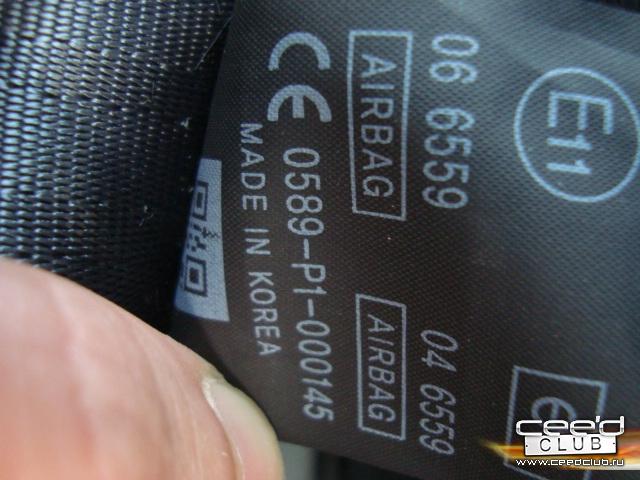 E11
06 6559
AIRBAG
CE 0589-P1-000145
MADE IN KOREA
e
04 6559
AIRBAG
cee'd
CLUB
www.ceedclub.ru